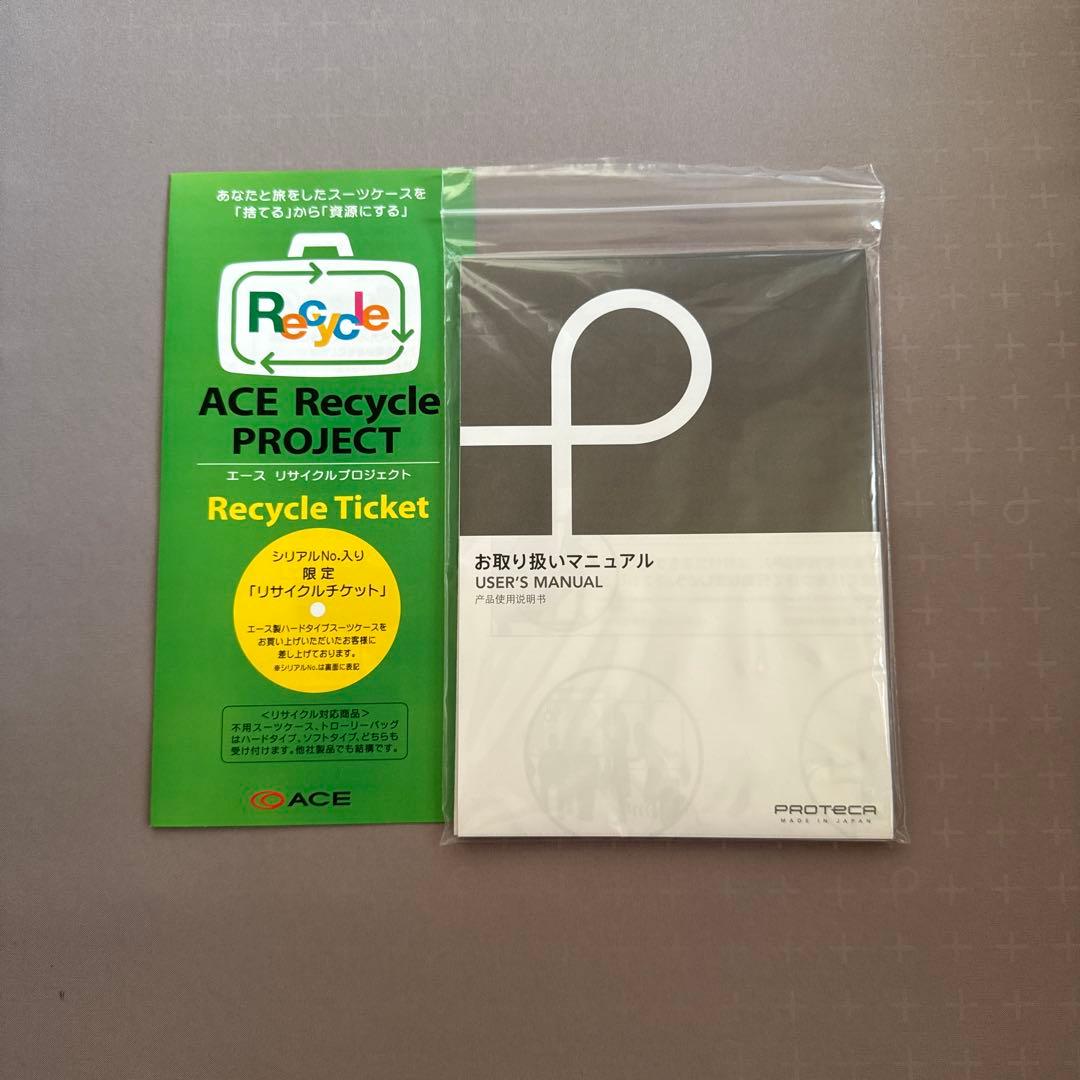 あなたと旅をしたスーツケースを
「捨てる」から「資源にする」
Recycle
ACE Recycle
PROJECT
エース リサイクルプロジェクト
Recycle Ticket
シリアルNo.入り
限定
「リサイクルチケット」
エース製ハードタイプスーツケースを
お買い上げいただいたお客様に
差し上げております。
※シリアルNo.は裏面に表記
＜リサイクル対応商品＞
不用スーツケース、トローリーバッグ
はハードタイプ、ソフトタイプ、どちらも
受け付けます。他社製品でも結構です。
ACE
お取り扱いマニュアル
USER'S MANUAL
产品使用说明书
PROTECA
MADE IN JAPAN